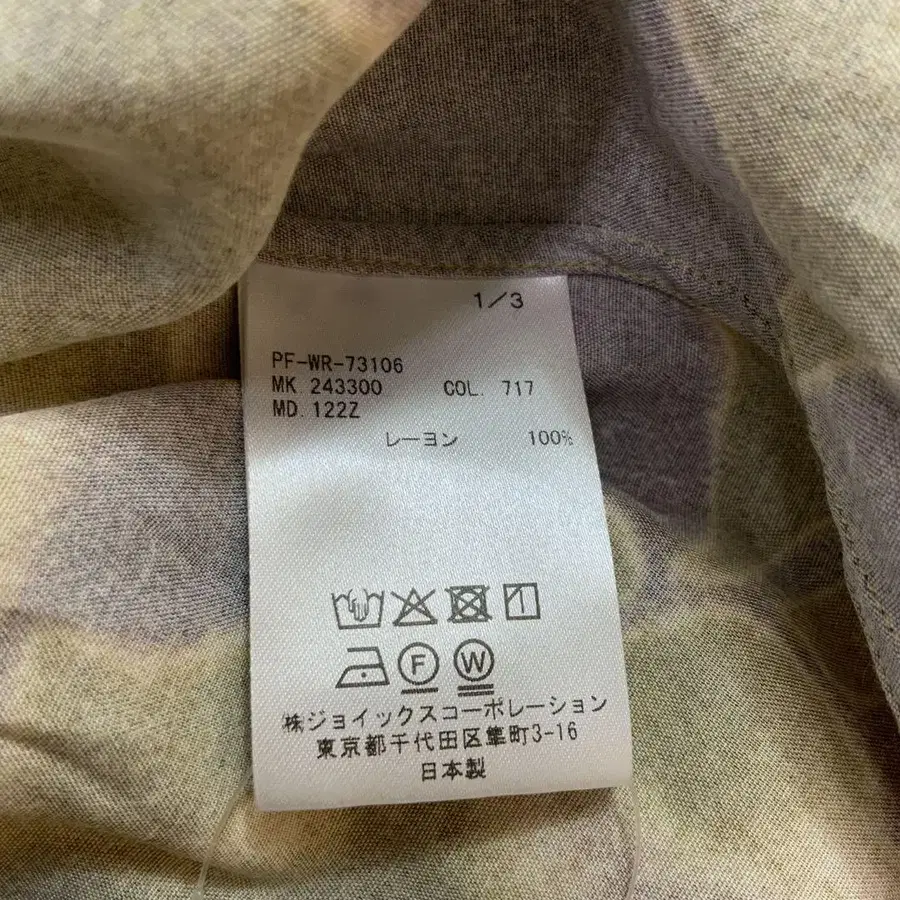 1/3
PF-WR-73106
MK. 243300 COL. 717
MD. 122Z
レーヨン 100%
F W
㈱ジョイックスコーポレーション
東京都千代田区隼町3-16
日本製